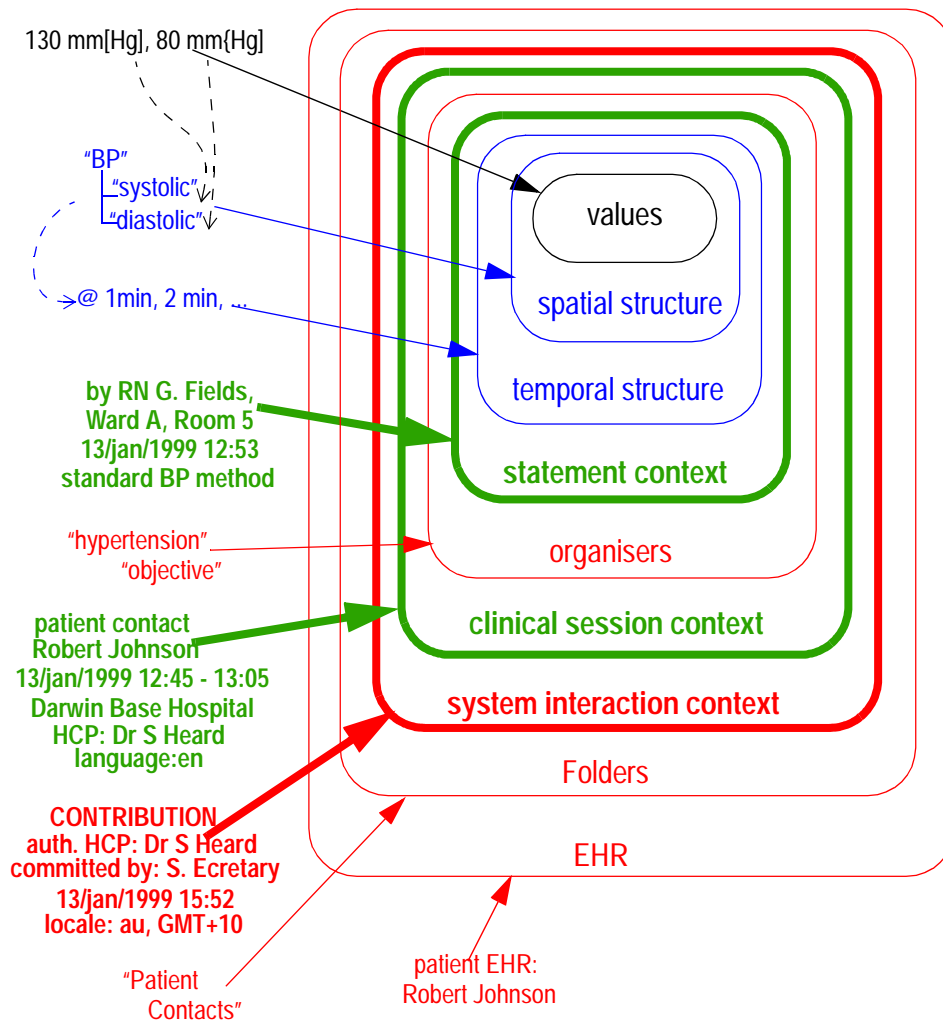 130 mm[Hg], 80 mm{Hg]
“BP”
“systolic”
“diastolic”
@ 1min, 2 min, ...
by RN G. Fields,
Ward A, Room 5
13/jan/1999 12:53
standard BP method
“hypertension”
“objective”
patient contact
Robert Johnson
13/jan/1999 12:45 - 13:05
Darwin Base Hospital
HCP: Dr S Heard
language:en
CONTRIBUTION
auth. HCP: Dr S Heard
committed by: S. Ecretary
13/jan/1999 15:52
locale: au, GMT+10
“Patient
Contacts”
patient EHR:
Robert Johnson
values
spatial structure
temporal structure
statement context
organisers
clinical session context
system interaction context
Folders
EHR